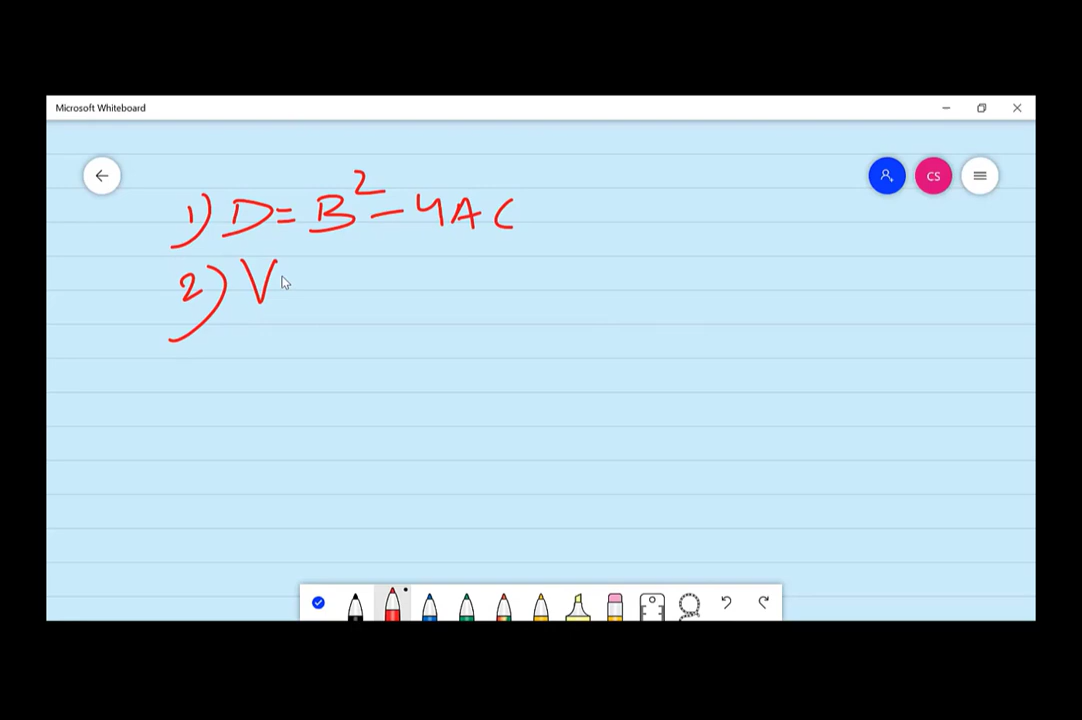 Microsoft Whiteboard
CS
1) D = B² - 4AC
2) V